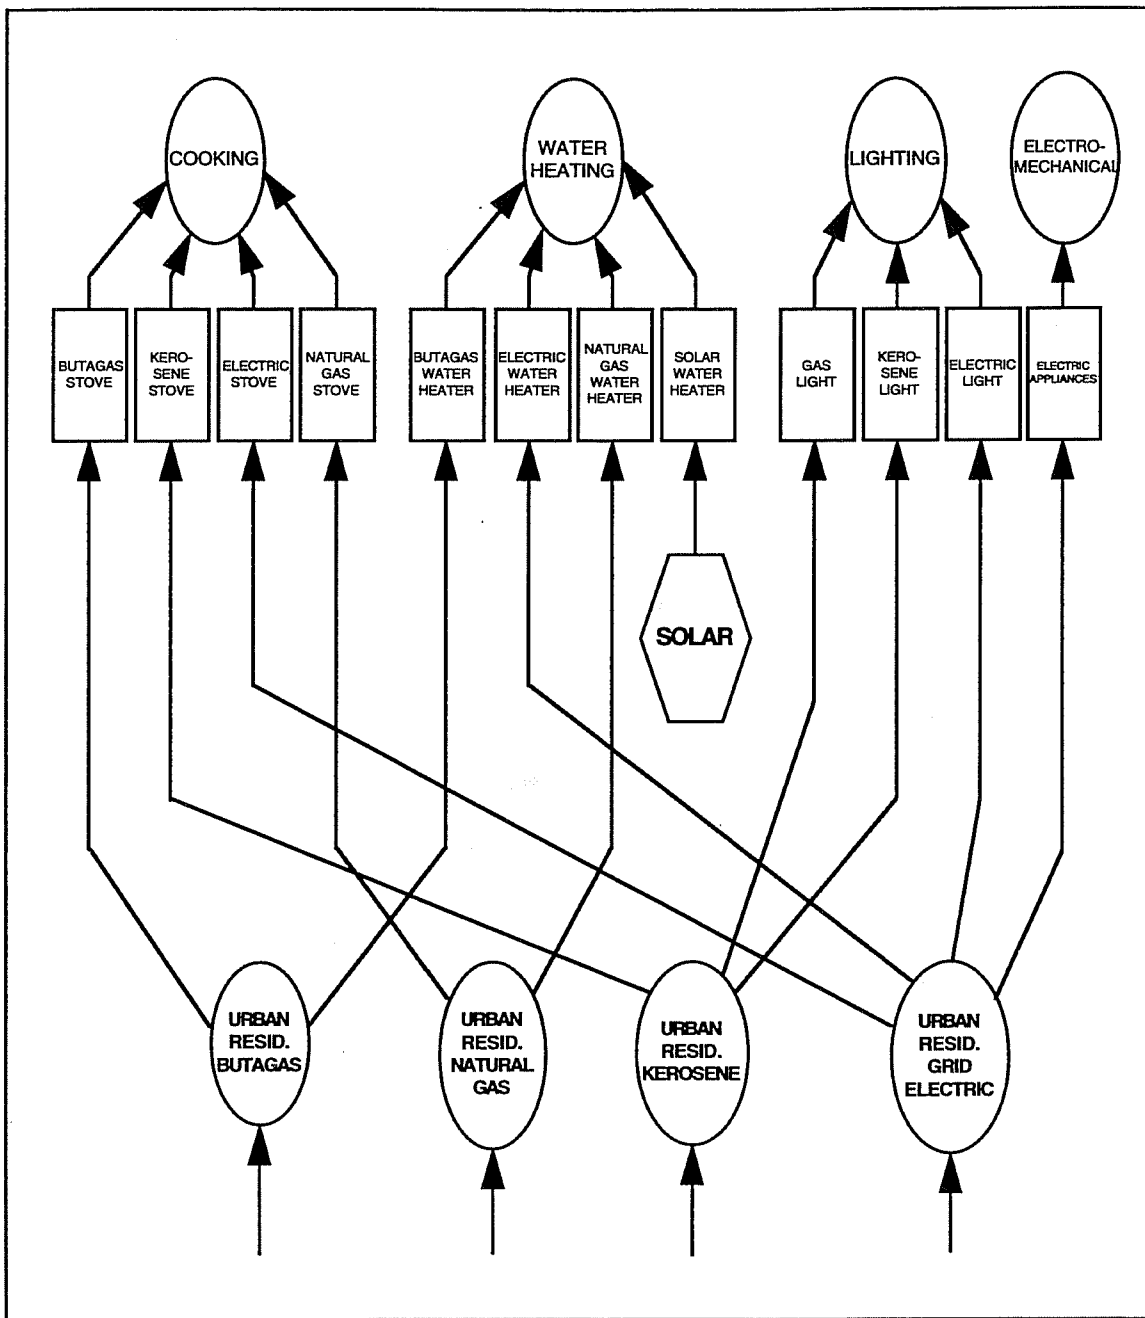 COOKING
WATER
HEATING
LIGHTING
ELECTRO-
MECHANICAL
BUTAGAS
STOVE
KERO-
SENE
STOVE
ELECTRIC
STOVE
NATURAL
GAS
STOVE
BUTAGAS
WATER
HEATER
ELECTRIC
WATER
HEATER
NATURAL
GAS
WATER
HEATER
SOLAR
WATER
HEATER
GAS
LIGHT
KERO-
SENE
LIGHT
ELECTRIC
LIGHT
ELECTRIC
APPLIANCES
SOLAR
URBAN
RESID.
BUTAGAS
URBAN
RESID.
NATURAL
GAS
URBAN
RESID.
KEROSENE
URBAN
RESID.
GRID
ELECTRIC